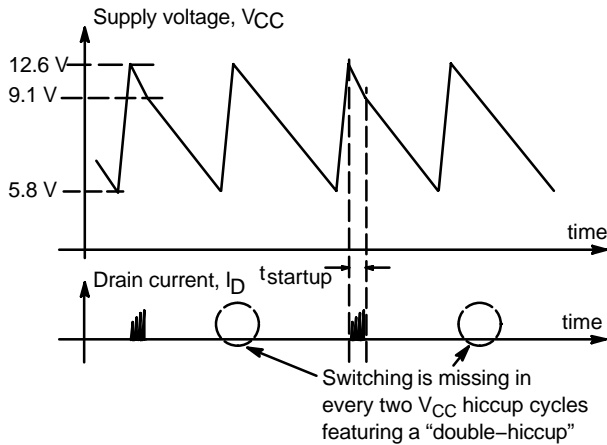 Supply voltage, VCC
12.6 V
9.1 V
5.8 V
time
Drain current, ID
tstartup
time
Switching is missing in
every two VCC hiccup cycles
featuring a "double−hiccup"